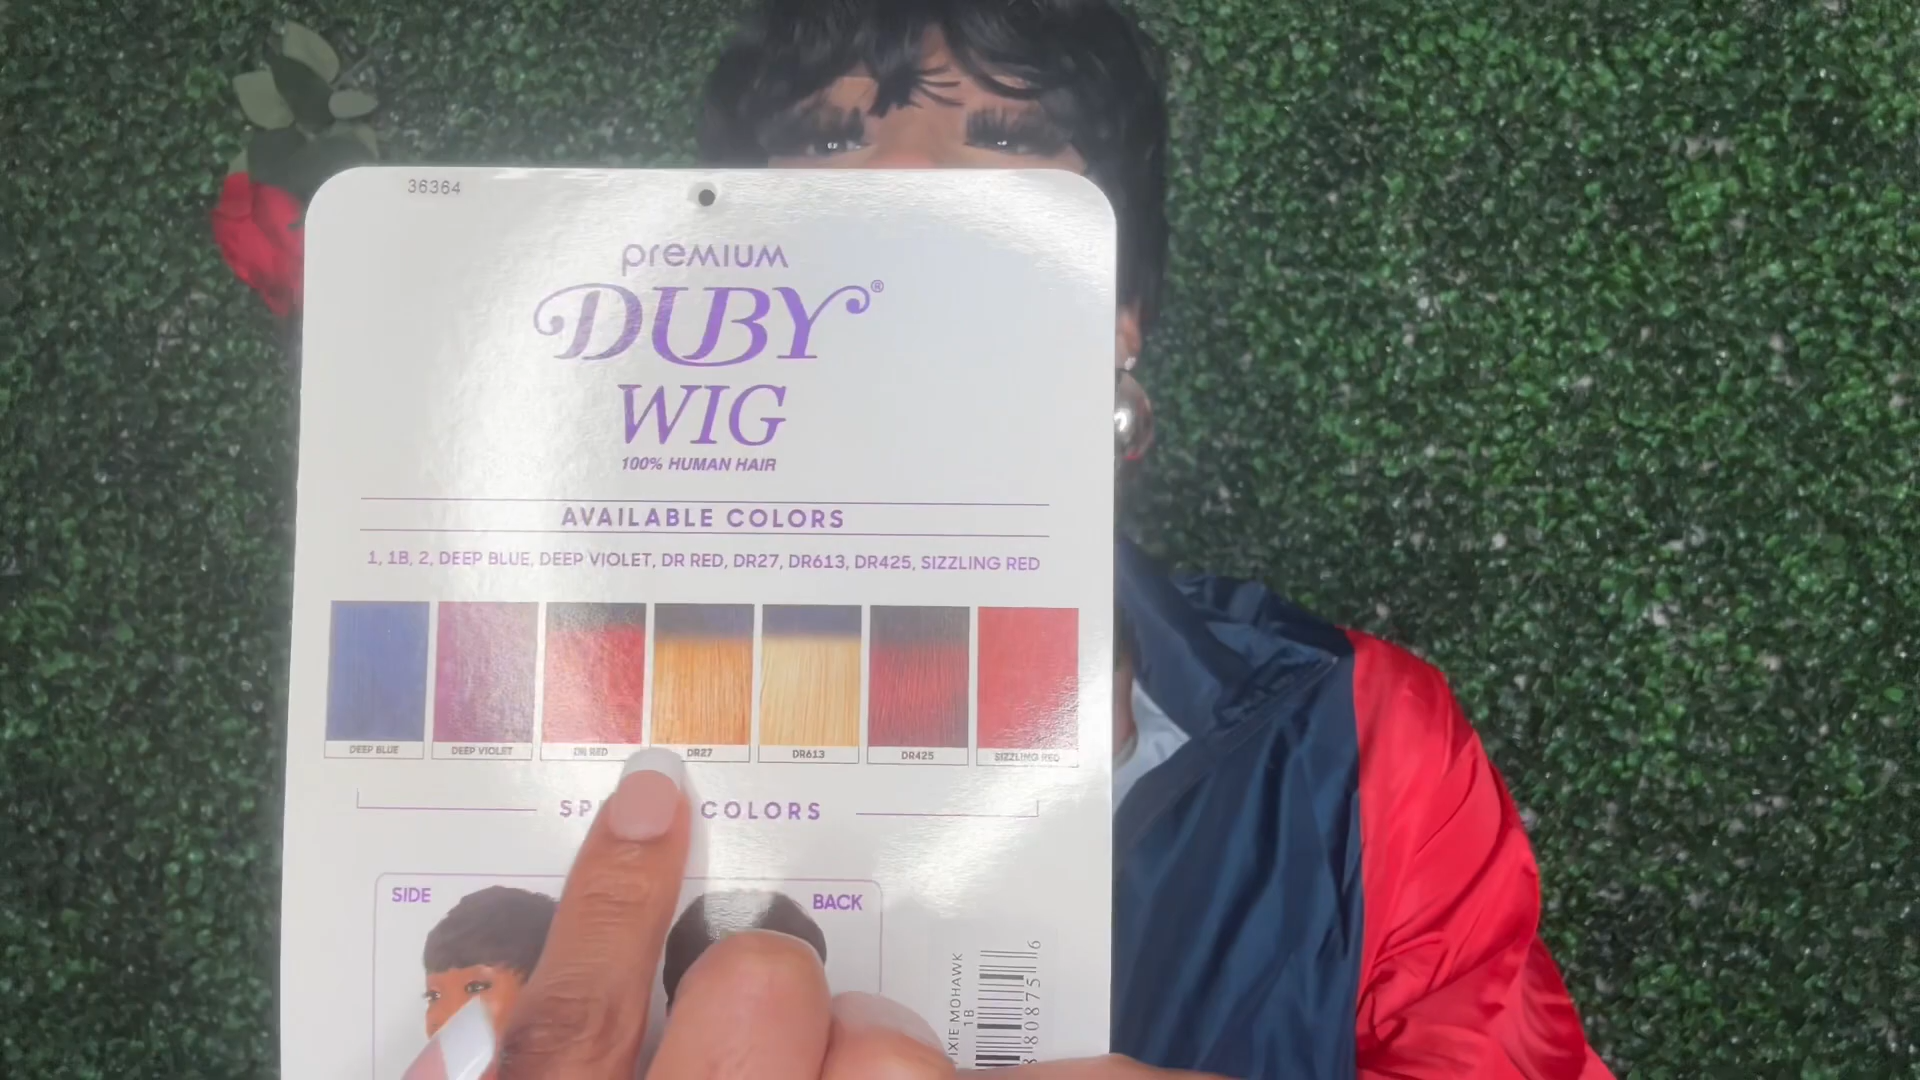 36364
premium
DUBY®
WIG
100% HUMAN HAIR
AVAILABLE COLORS
1, 1B, 2, DEEP BLUE, DEEP VIOLET, DR RED, DR27, DR613, DR425, SIZZLING RED
DEEP BLUE DEEP VIOLET DR RED DR27 DR613 DR425 SIZZLING RED
COLORS
SIDE
BACK
MOHAWK
1B
80875 6